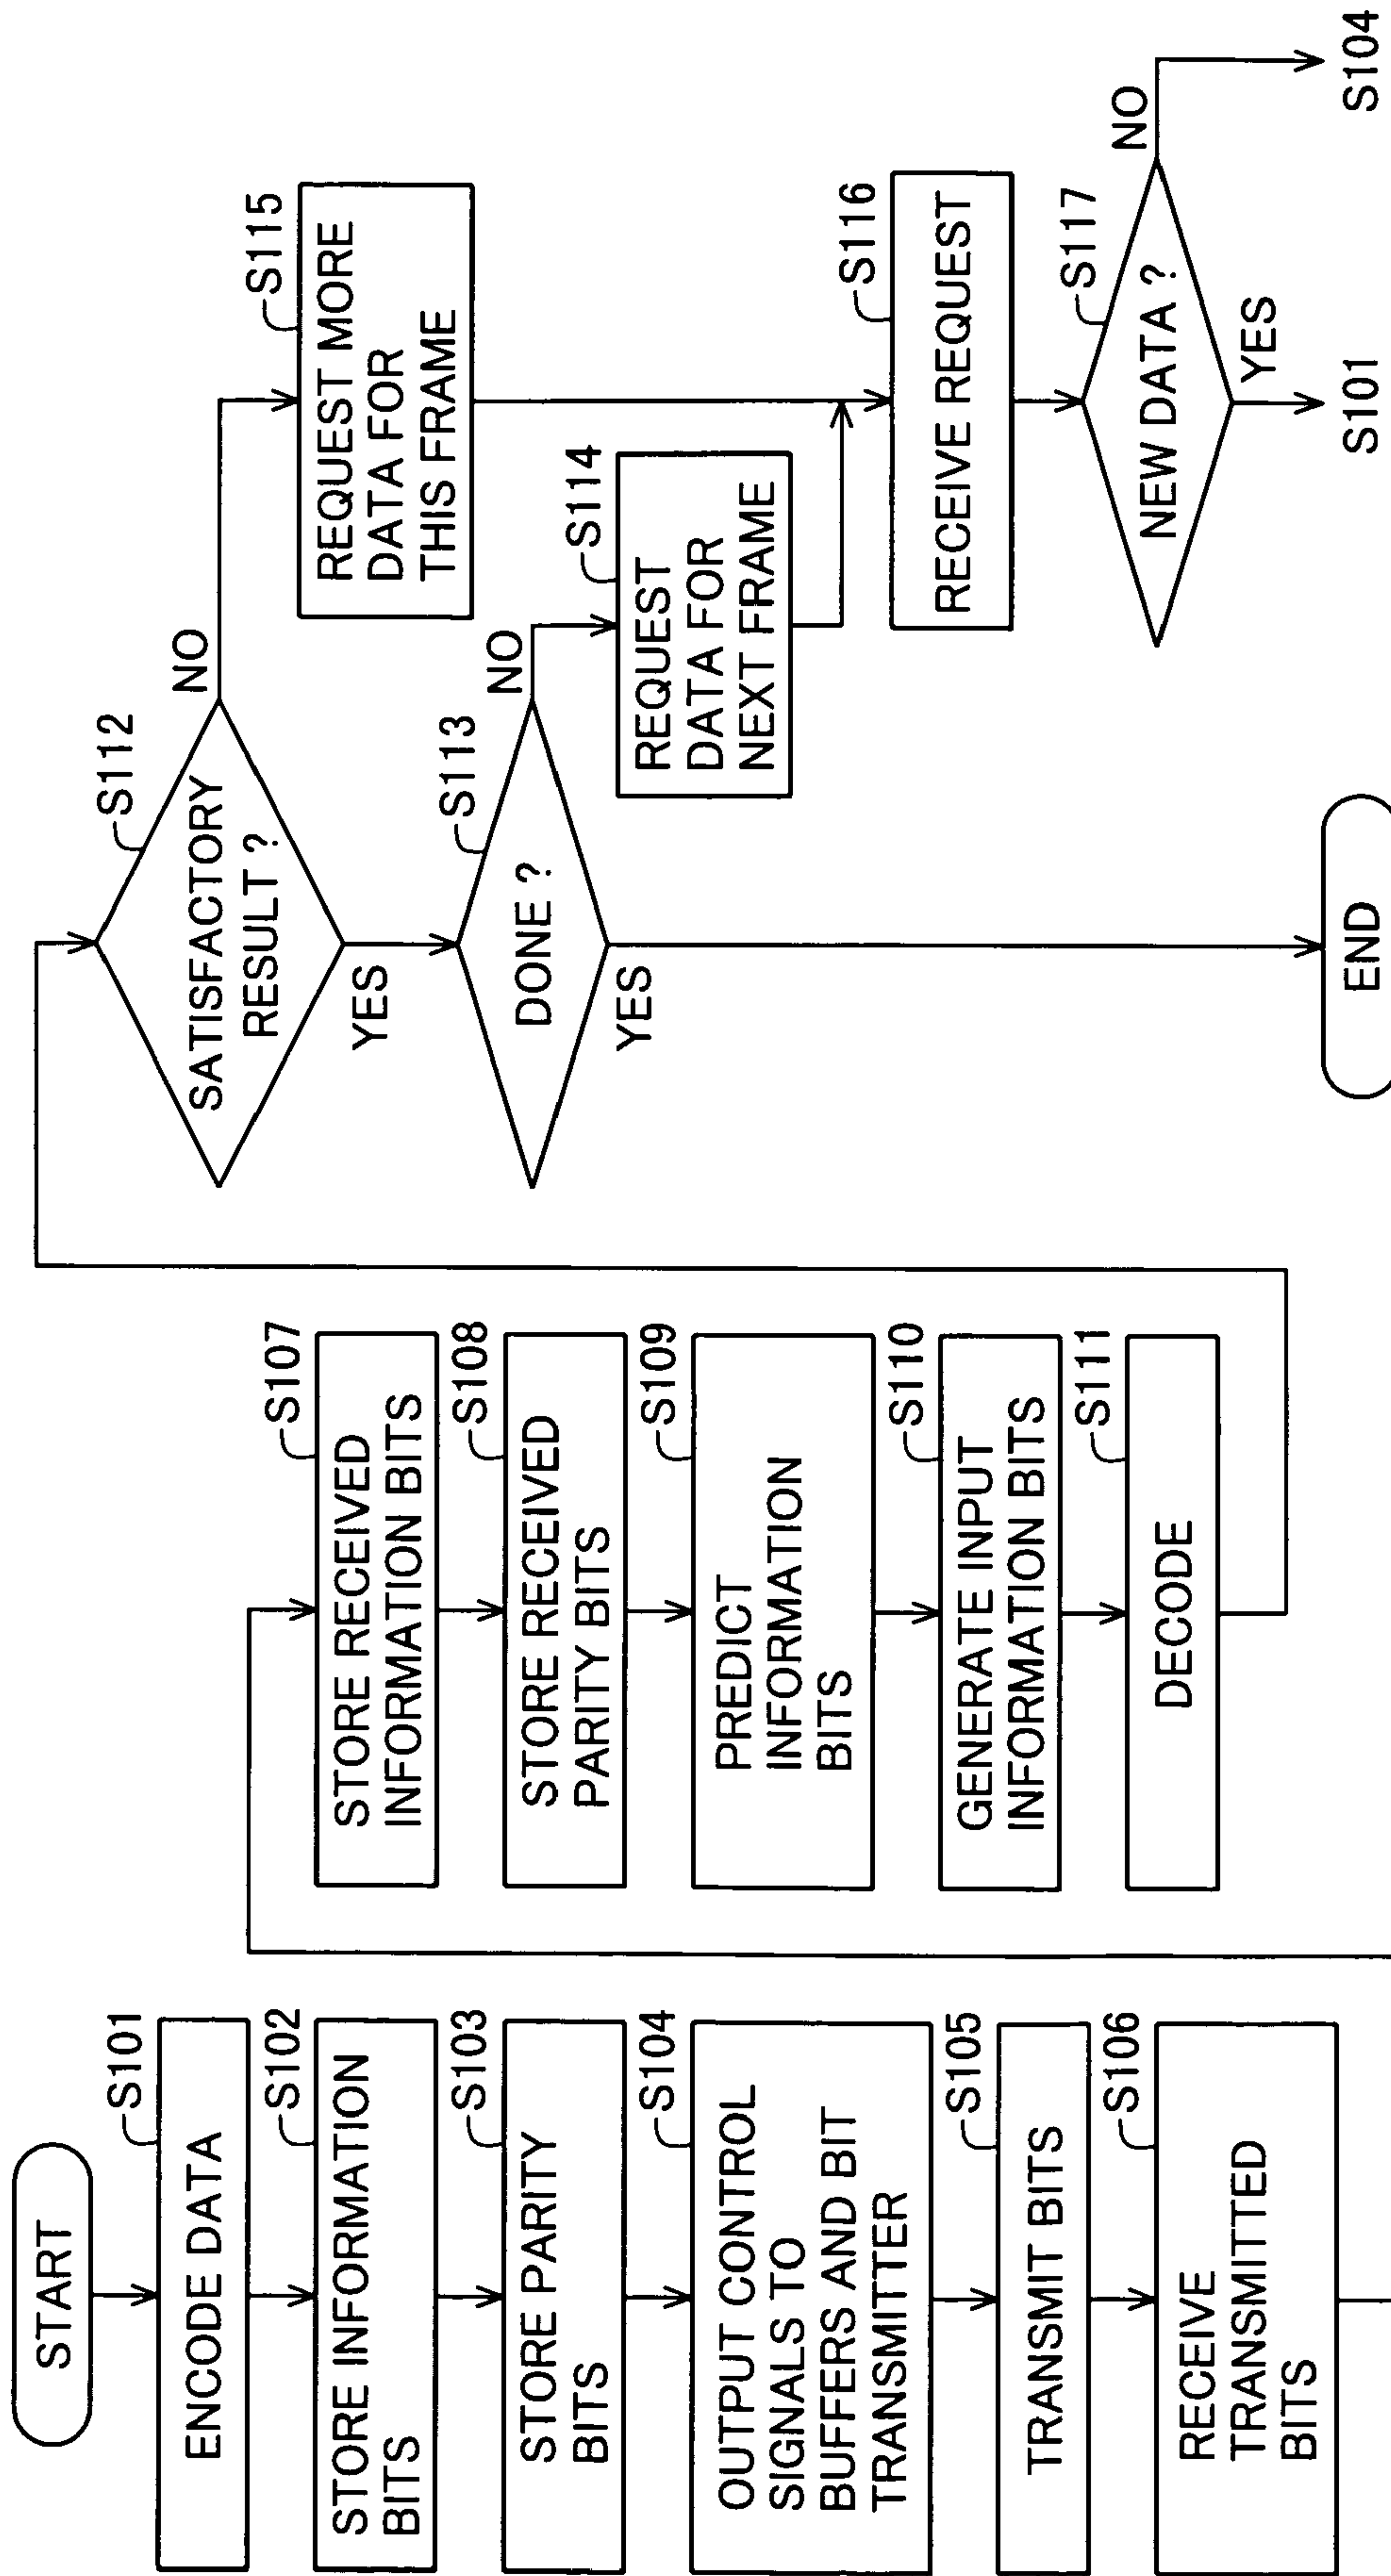 START
S101
ENCODE DATA
S102
STORE INFORMATION
BITS
S103
STORE PARITY
BITS
S104
OUTPUT CONTROL
SIGNALS TO
BUFFERS AND BIT
TRANSMITTER
S105
TRANSMIT BITS
S106
RECEIVE
TRANSMITTED
BITS
S107
STORE RECEIVED
INFORMATION BITS
S108
STORE RECEIVED
PARITY BITS
S109
PREDICT
INFORMATION
BITS
S110
GENERATE INPUT
INFORMATION BITS
S111
DECODE
S112
SATISFACTORY
RESULT ?
NO
YES
S113
DONE ?
NO
YES
END
S114
REQUEST
DATA FOR
NEXT FRAME
S115
REQUEST MORE
DATA FOR
THIS FRAME
S116
RECEIVE REQUEST
S117
NEW DATA ?
NO
YES
S101
S104